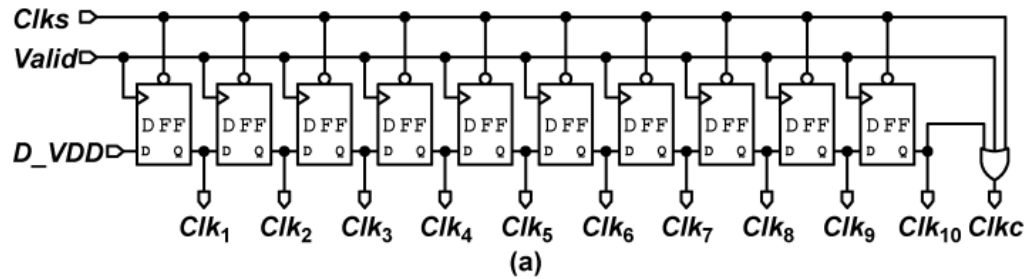 Clks
Valid
DFF DFF DFF DFF DFF DFF DFF DFF DFF DFF
D_VDD D Q D Q D Q D Q D Q D Q D Q D Q D Q D Q
Clk1 Clk2 Clk3 Clk4 Clk5 Clk6 Clk7 Clk8 Clk9 Clk10 Clkc
(a)